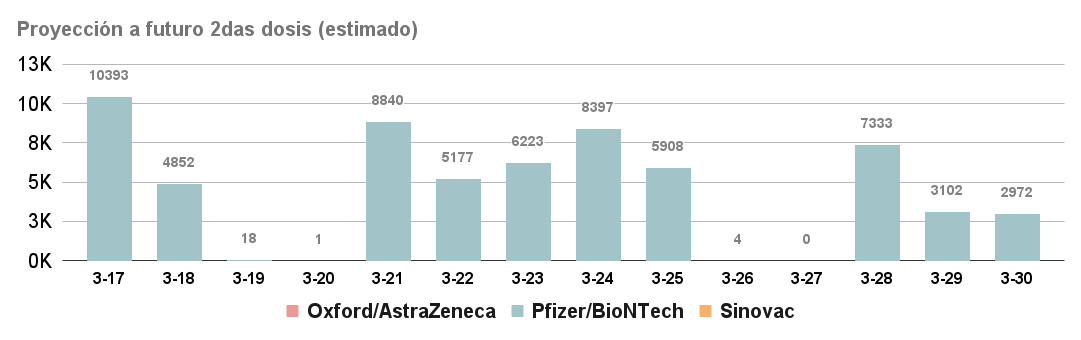 Proyección a futuro 2das dosis (estimado)
13K
10K
8K
5K
3K
0K
10393
4852
18
1
8840
5177
6223
8397
5908
4
0
7333
3102
2972
3-17 3-18 3-19 3-20 3-21 3-22 3-23 3-24 3-25 3-26 3-27 3-28 3-29 3-30
Oxford/AstraZeneca Pfizer/BioNTech Sinovac